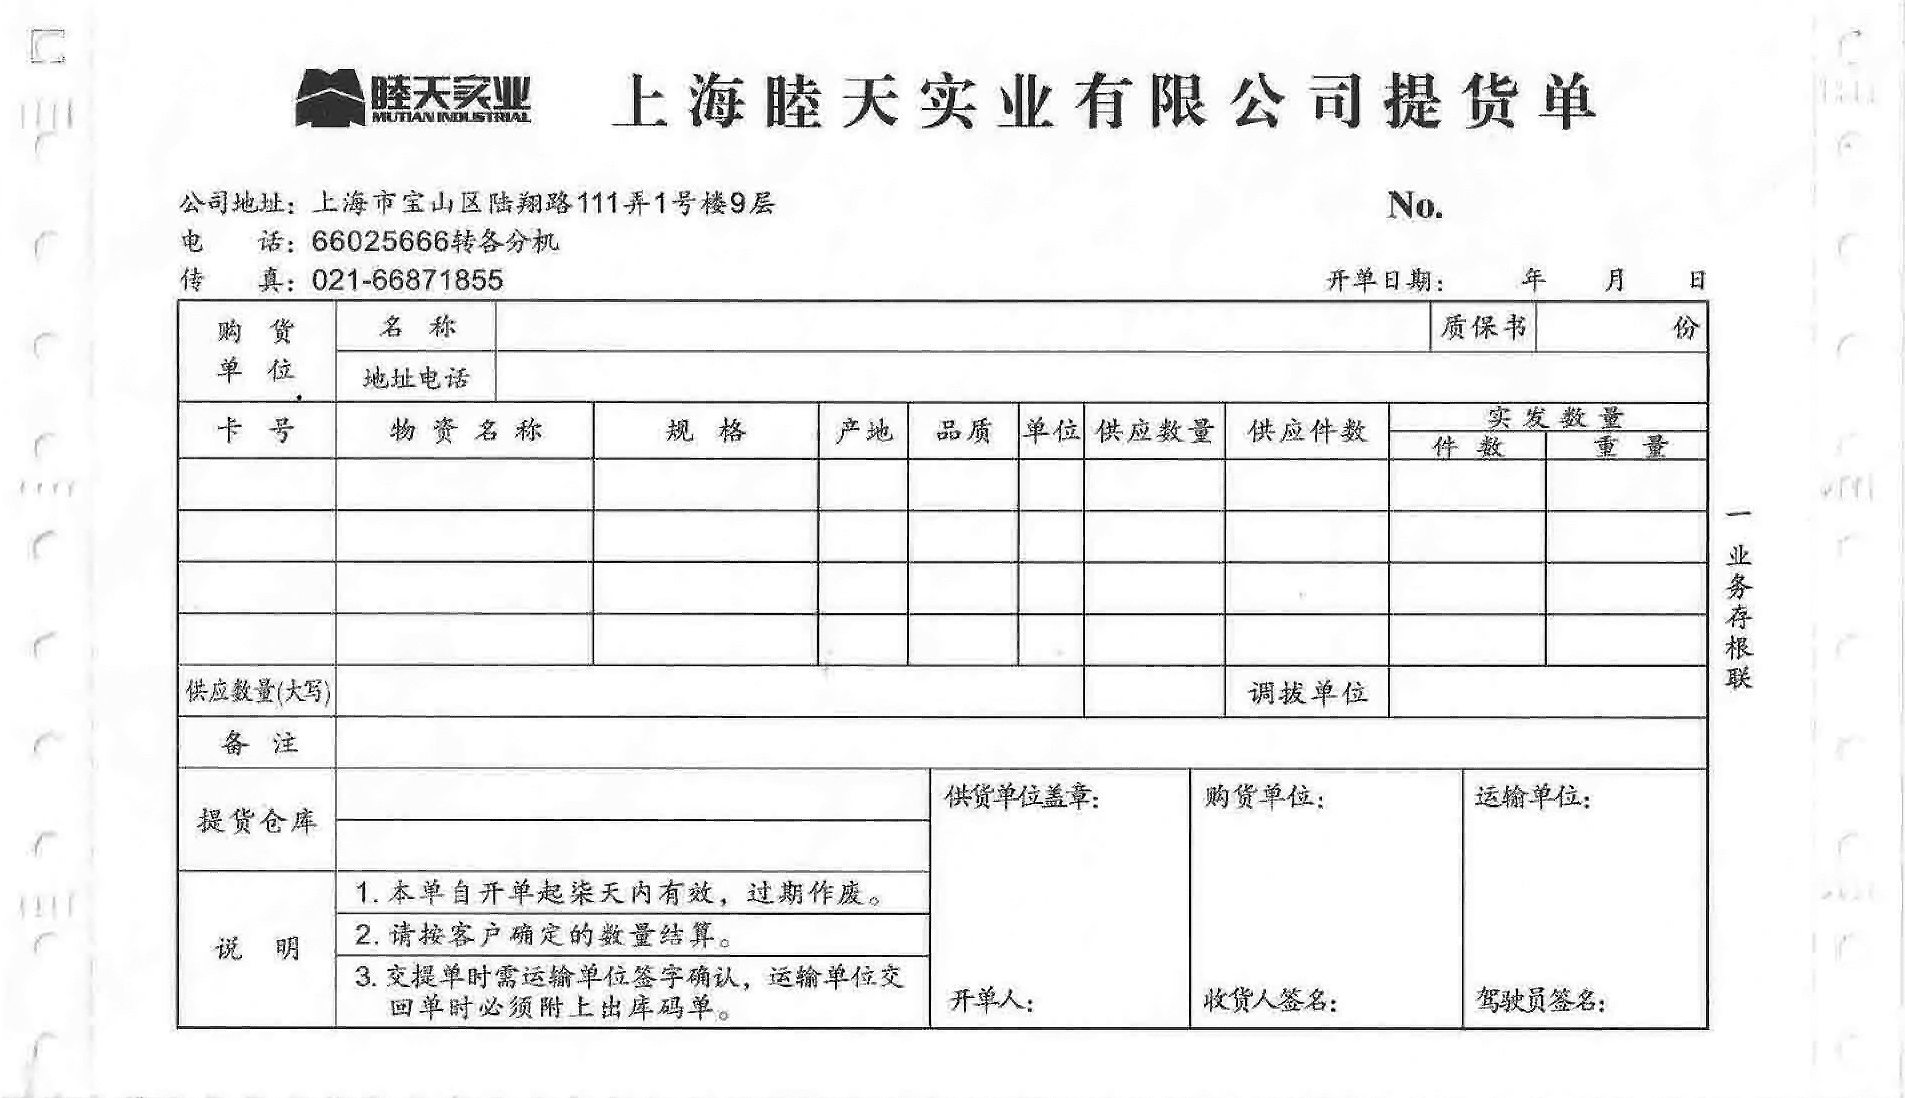 睦天实业
MUTIAN INDUSTRIAL
上海睦天实业有限公司提货单
公司地址：上海市宝山区陆翔路111弄1号楼9层
No.
电 话：66025666转各分机
传 真：021-66871855
开单日期： 年 月 日
购货单位 名称 质保书 份
地址电话
卡号 物资名称 规格 产地 品质 单位 供应数量 供应件数 实发数量
件数 重量
供应数量(大写) 调拔单位
备注
提货仓库
供货单位盖章： 购货单位： 运输单位：
说明
1. 本单自开单起柒天内有效，过期作废。
2. 请按客户确定的数量结算。
3. 交提单时需运输单位签字确认，运输单位交
回单时必须附上出库码单。
开单人： 收货人签名： 驾驶员签名：
一业务存根联